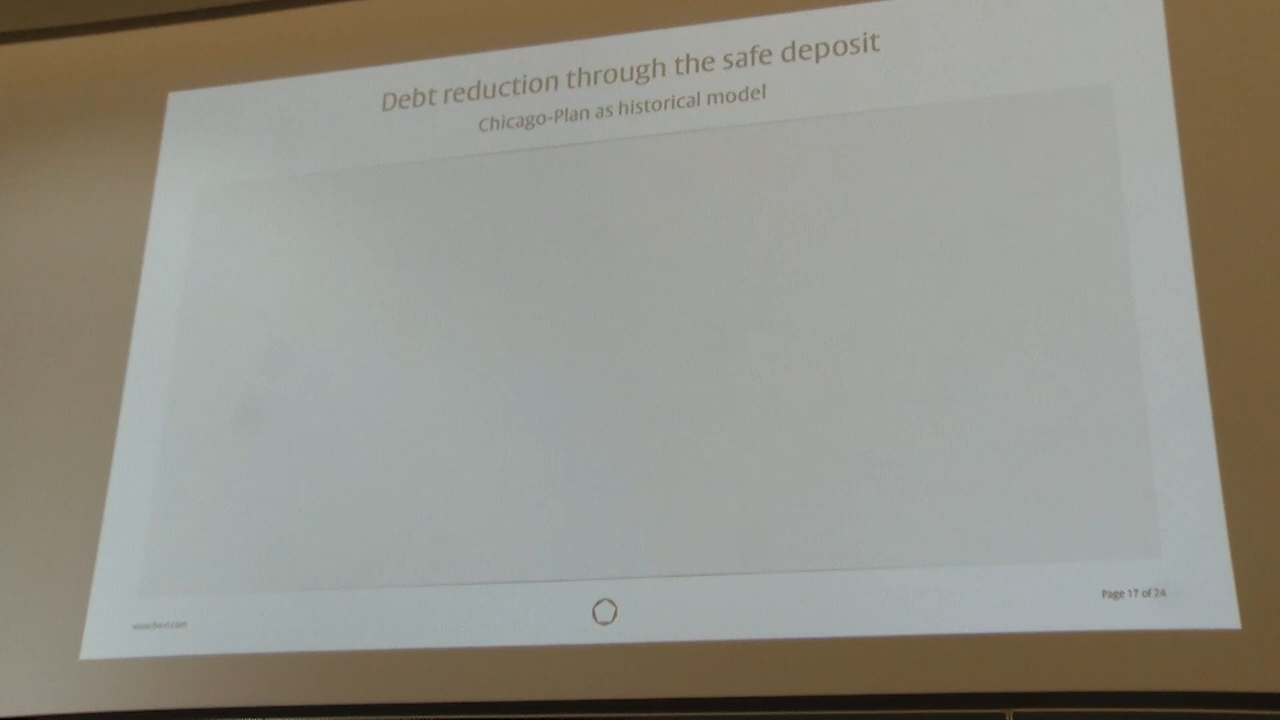 Debt reduction through the safe deposit
Chicago-Plan as historical model
Page 17 of 24